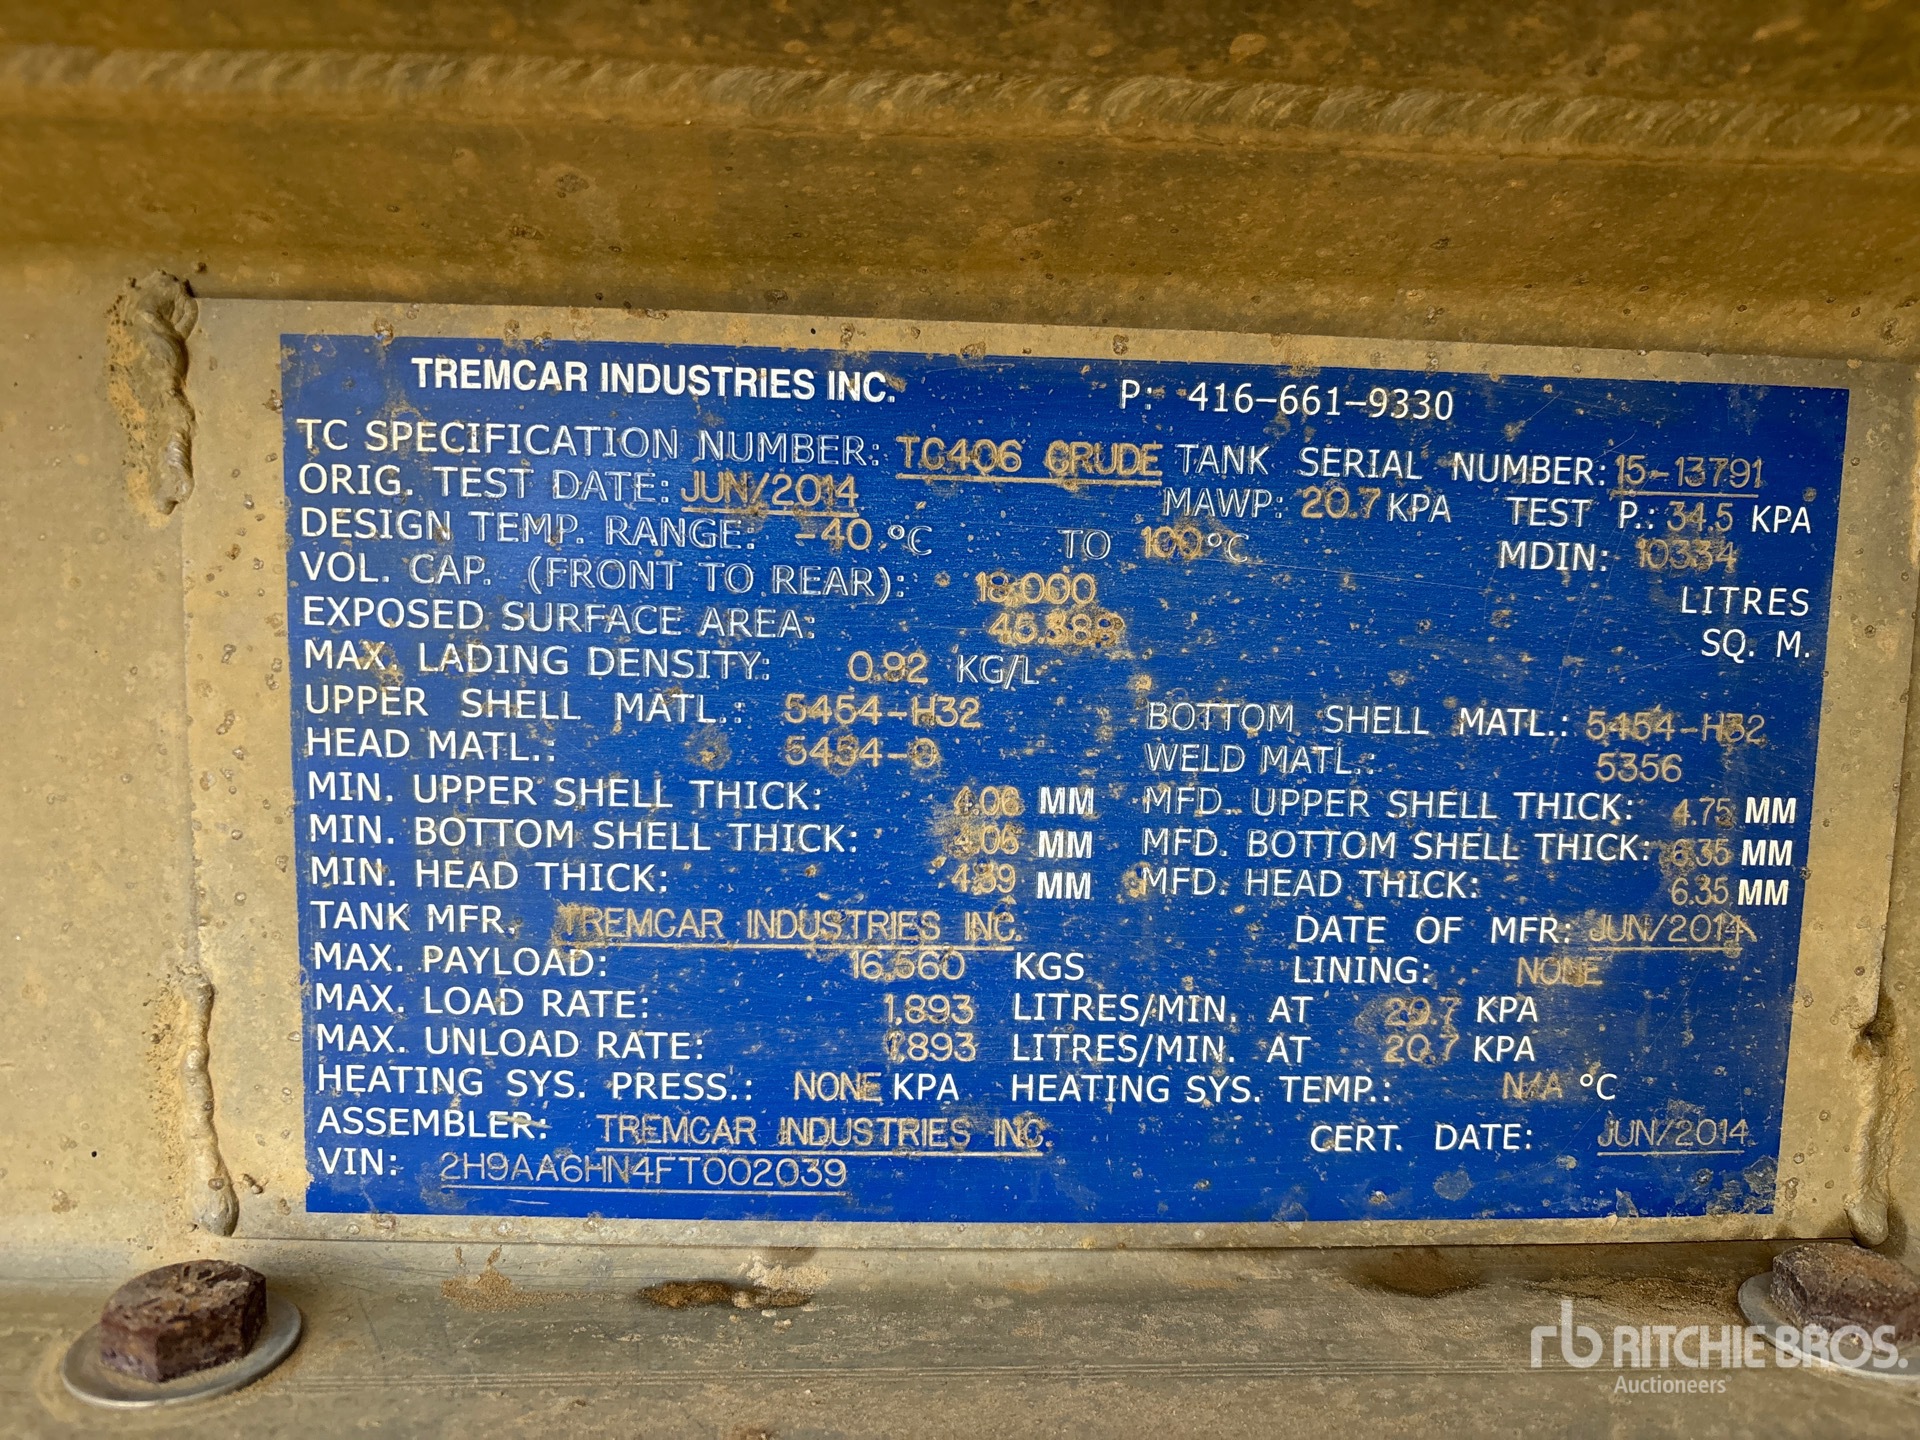 TREMCAR INDUSTRIES INC. P: 416-661-9330
TC SPECIFICATION NUMBER: TC406 CRUDE TANK SERIAL NUMBER: 15-13791
ORIG. TEST DATE: JUN/2014 MAWP: 20.7 KPA TEST P.: 34.5 KPA
DESIGN TEMP. RANGE: -40 °C TO 100 °C MDIN: 10334
VOL. CAP. (FRONT TO REAR): 18,000 LITRES
EXPOSED SURFACE AREA: 45.388 SQ. M.
MAX. LADING DENSITY: 0.92 KG/L
UPPER SHELL MATL.: 5454-H32 BOTTOM SHELL MATL.: 5454-H32
HEAD MATL.: 5454-O WELD MATL.: 5356
MIN. UPPER SHELL THICK: 4.06 MM MFD. UPPER SHELL THICK: 4.75 MM
MIN. BOTTOM SHELL THICK: 4.06 MM MFD. BOTTOM SHELL THICK: 6.35 MM
MIN. HEAD THICK: 4.39 MM MFD. HEAD THICK: 6.35 MM
TANK MFR. TREMCAR INDUSTRIES INC. DATE OF MFR: JUN/2014
MAX. PAYLOAD: 16,560 KGS LINING: NONE
MAX. LOAD RATE: 1,893 LITRES/MIN. AT 20.7 KPA
MAX. UNLOAD RATE: 1,893 LITRES/MIN. AT 20.7 KPA
HEATING SYS. PRESS.: NONE KPA HEATING SYS. TEMP.: N/A °C
ASSEMBLER: TREMCAR INDUSTRIES INC. CERT. DATE: JUN/2014
VIN: 2H9AA6HN4FT002039
rb RITCHIE BROS.
Auctioneers